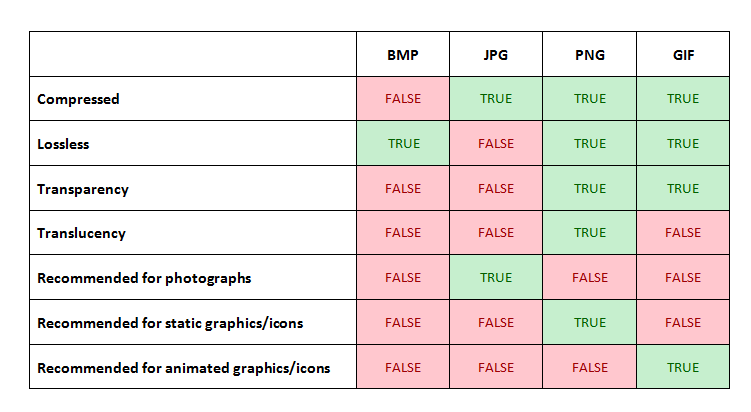 BMP JPG PNG GIF
Compressed FALSE TRUE TRUE TRUE
Lossless TRUE FALSE TRUE TRUE
Transparency FALSE FALSE TRUE TRUE
Translucency FALSE FALSE TRUE FALSE
Recommended for photographs FALSE TRUE FALSE FALSE
Recommended for static graphics/icons FALSE FALSE TRUE FALSE
Recommended for animated graphics/icons FALSE FALSE FALSE TRUE